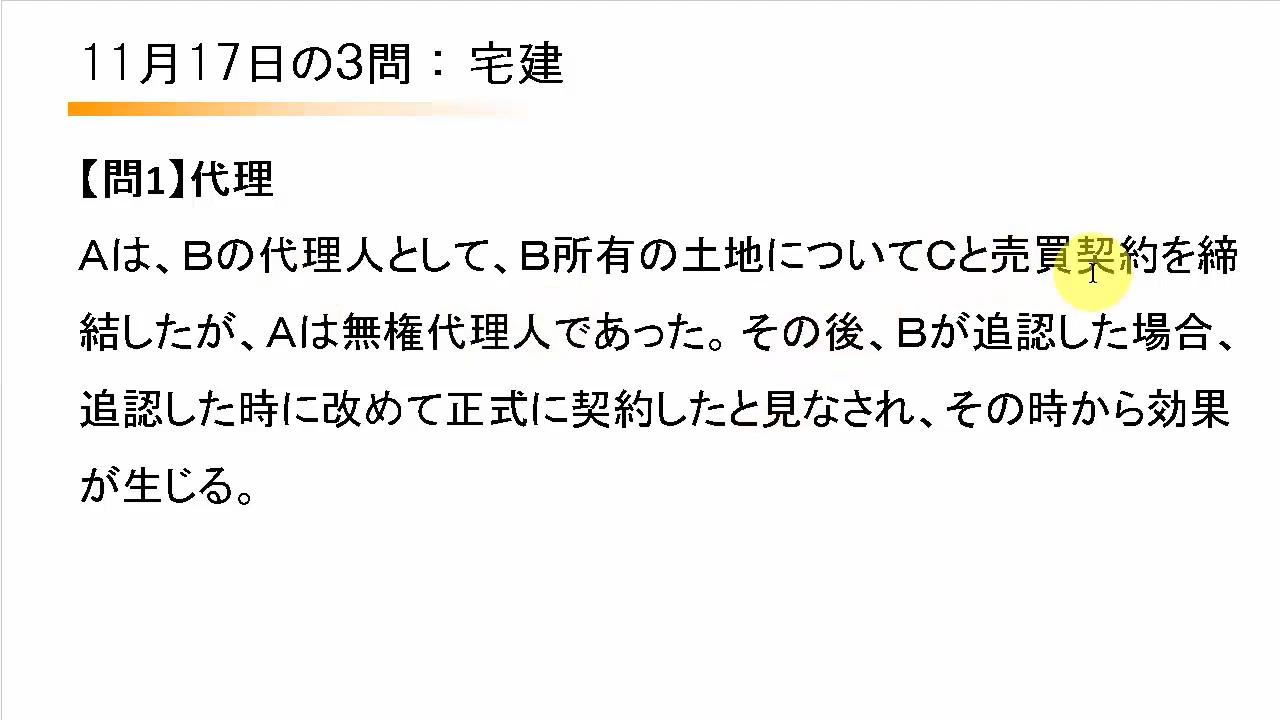 11月17日の3問：宅建
【問1】代理
Aは、Bの代理人として、B所有の土地についてCと売買契約を締
結したが、Aは無権代理人であった。その後、Bが追認した場合、
追認した時に改めて正式に契約したと見なされ、その時から効果
が生じる。